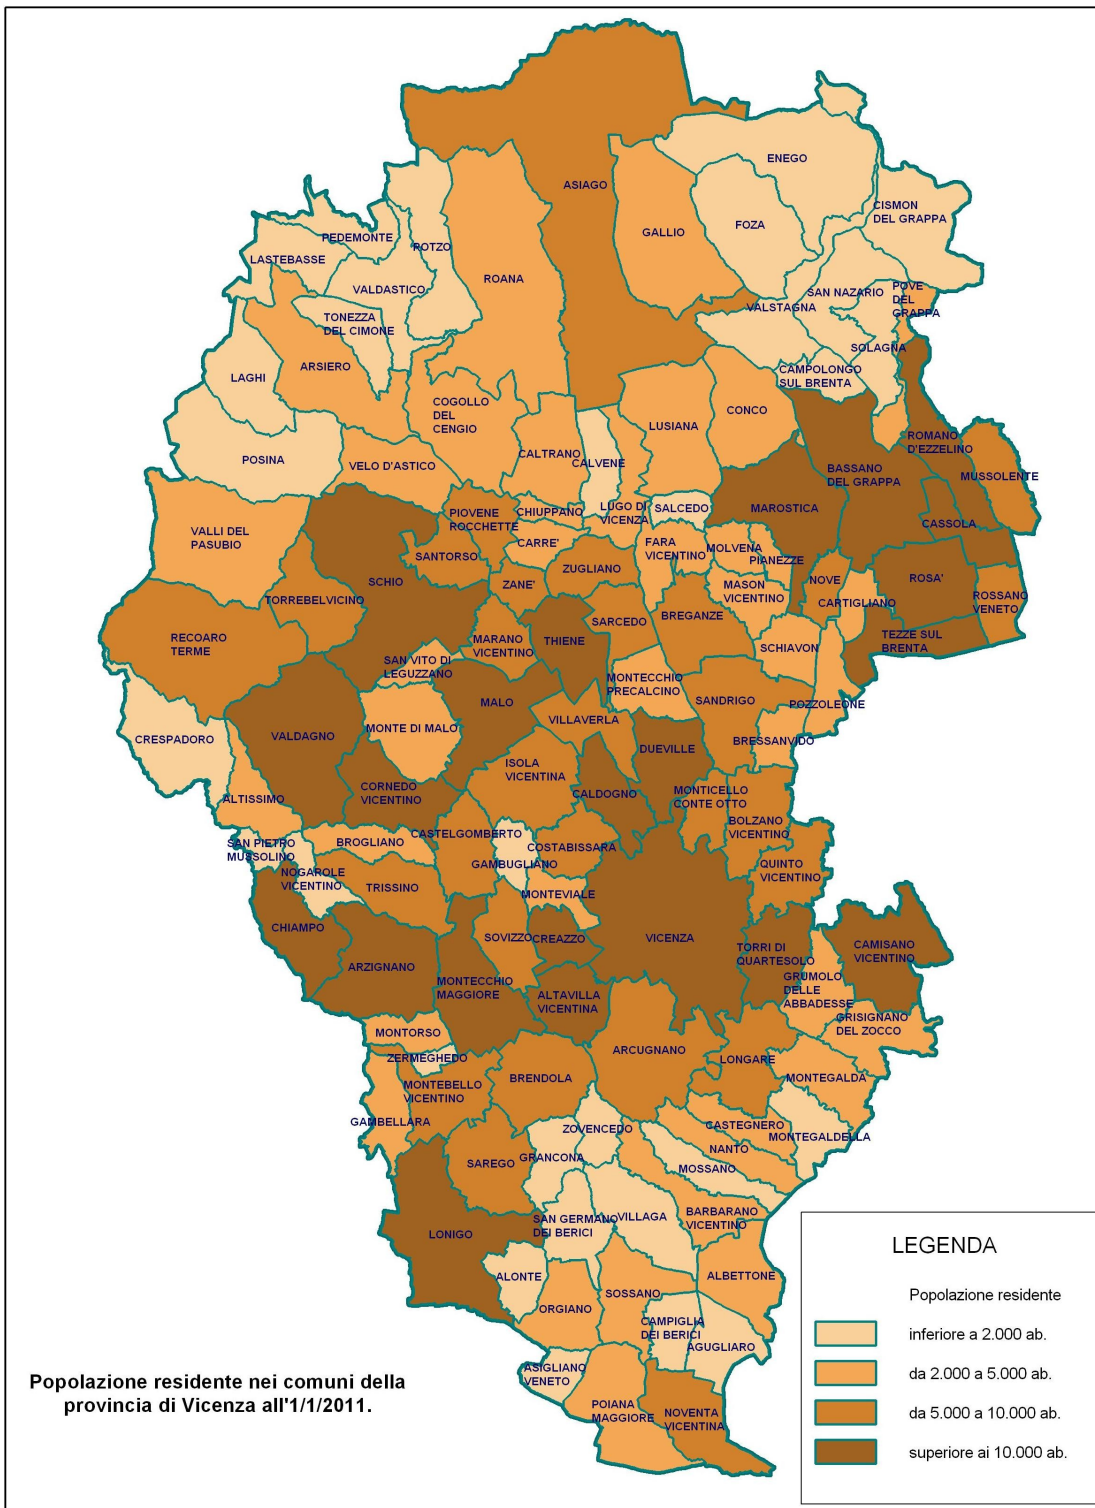 ENEGO
ASIAGO
CISMON
DEL GRAPPA
FOZA
GALLIO
PEDEMONTE
ROTZO
LASTEBASSE
ROANA
VALDASTICO
SAN NAZARIO
POVE
DEL
GRAPPA
VALSTAGNA
TONEZZA
DEL CIMONE
SOLAGNA
ARSIERO
CAMPOLONGO
SUL BRENTA
LAGHI
COGOLLO
DEL
CENGIO
CONCO
LUSIANA
ROMANO
D'EZZELINO
CALTRANO
POSINA
VELO D'ASTICO
CALVENE
BASSANO
DEL GRAPPA
MUSSOLENTE
MAROSTICA
PIOVENE
ROCCHETTE
CHIUPPANO
LUGO DI
VICENZA
SALCEDO
CASSOLA
VALLI DEL
PASUBIO
CARRE'
FARA
VICENTINO
MOLVENA
PIANEZZE
SANTORSO
SCHIO
ZUGLIANO
ZANE'
MASON
VICENTINO
NOVE
ROSA'
TORREBELVICINO
CARTIGLIANO
ROSSANO
VENETO
BREGANZE
SARCEDO
RECOARO
TERME
MARANO
VICENTINO
THIENE
TEZZE SUL
BRENTA
SCHIAVON
SAN VITO DI
LEGUZZANO
MONTECCHIO
PRECALCINO
MALO
SANDRIGO
POZZOLEONE
VILLAVERLA
MONTE DI MALO
CRESPADORO
VALDAGNO
BRESSANVIDO
DUEVILLE
ISOLA
VICENTINA
CORNEDO
VICENTINO
CALDOGNO
MONTICELLO
CONTE OTTO
ALTISSIMO
BOLZANO
VICENTINO
CASTELGOMBERTO
SAN PIETRO
MUSSOLINO
BROGLIANO
COSTABISSARA
GAMBUGLIANO
QUINTO
VICENTINO
NOGAROLE
VICENTINO
TRISSINO
MONTEVIALE
CHIAMPO
SOVIZZO
CREAZZO
VICENZA
TORRI DI
QUARTESOLO
CAMISANO
VICENTINO
ARZIGNANO
MONTECCHIO
MAGGIORE
GRUMOLO
DELLE
ABBADESSE
ALTAVILLA
VICENTINA
GRISIGNANO
DEL ZOCCO
MONTORSO
ARCUGNANO
ZERMEGHEDO
LONGARE
BRENDOLA
MONTEGALDA
MONTEBELLO
VICENTINO
GAMBELLARA
CASTEGNERO
ZOVENCEDO
MONTEGALDELLA
NANTO
GRANCONA
SAREGO
MOSSANO
BARBARANO
VICENTINO
SAN GERMANO
DEI BERICI
VILLAGA
LONIGO
ALONTE
ALBETTONE
SOSSANO
ORGIANO
CAMPIGLIA
DEI BERICI
AGUGLIARO
ASIGLIANO
VENETO
POIANA
MAGGIORE
NOVENTA
VICENTINA
Popolazione residente nei comuni della
provincia di Vicenza all'1/1/2011.
LEGENDA
Popolazione residente
inferiore a 2.000 ab.
da 2.000 a 5.000 ab.
da 5.000 a 10.000 ab.
superiore ai 10.000 ab.